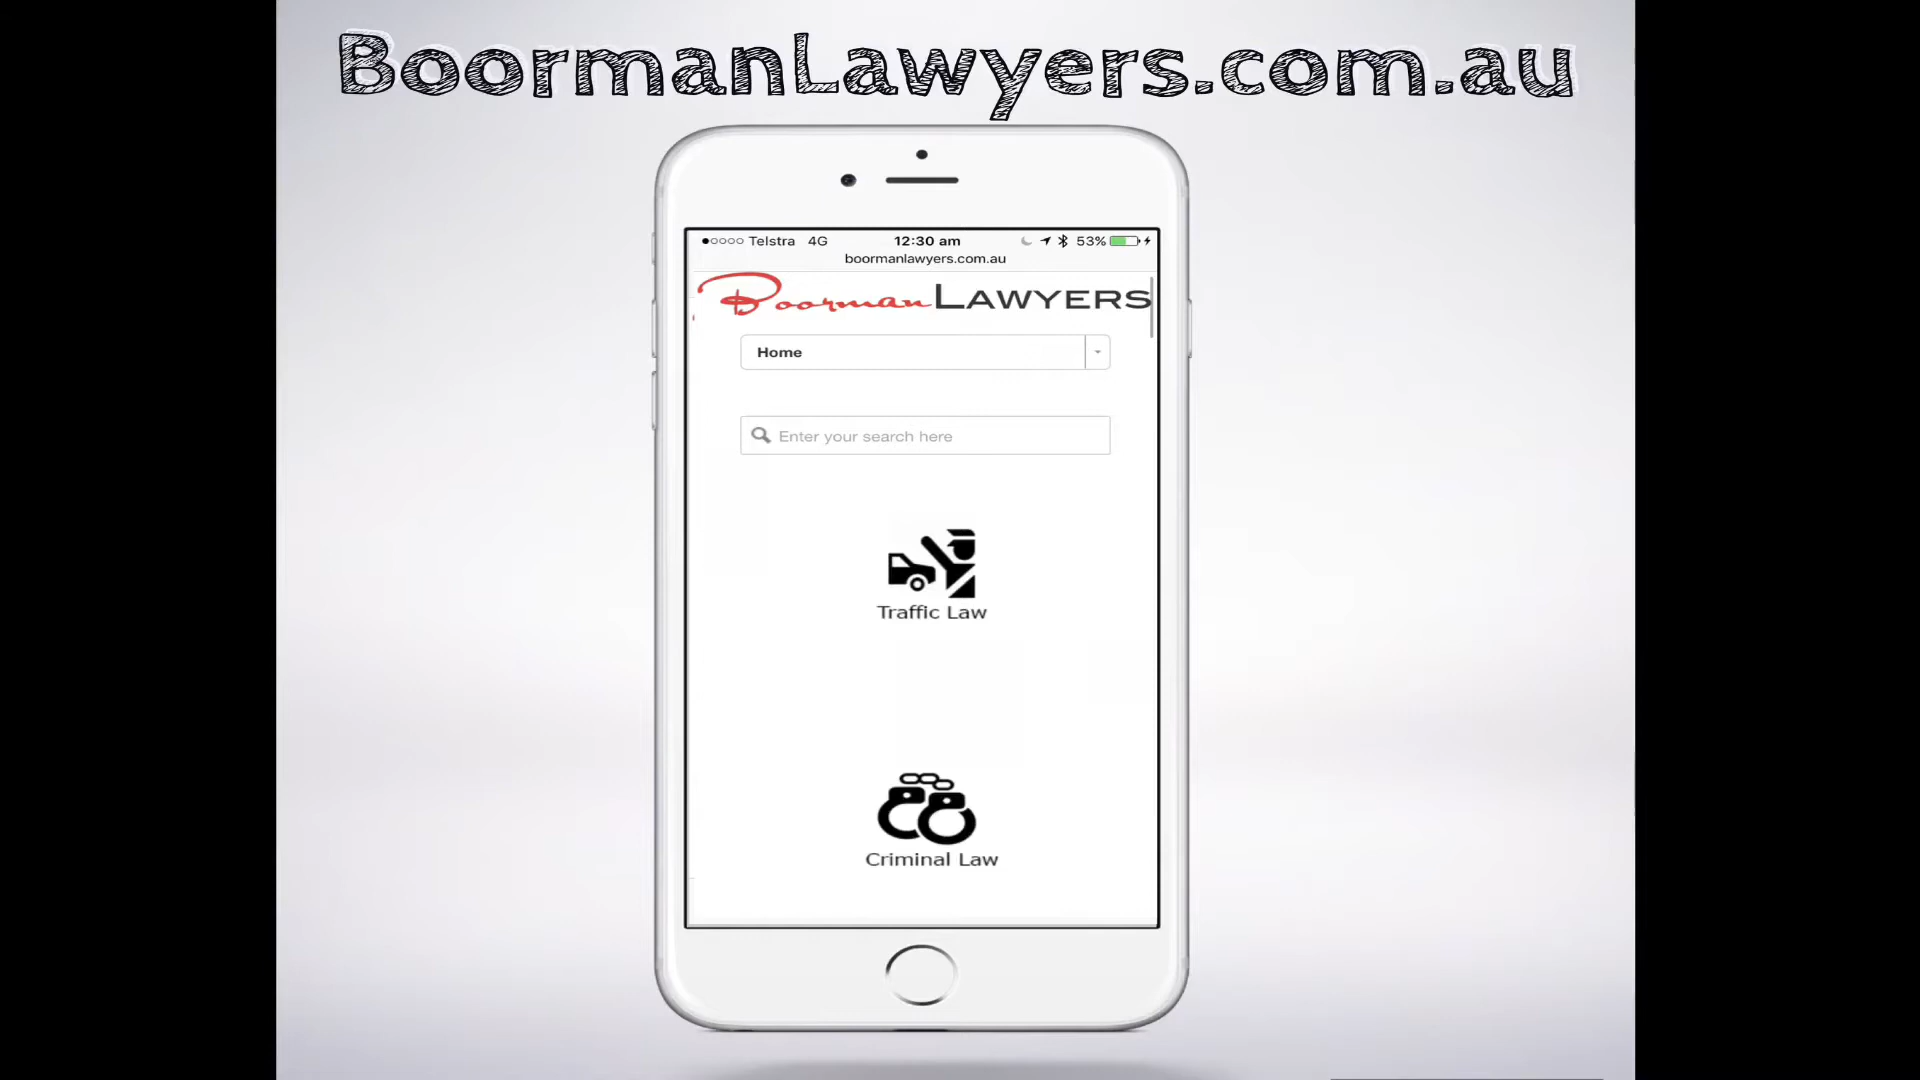 BoormanLawyers.com.au
Telstra 4G 12:30 am 53%
boormanlawyers.com.au
Boorman LAWYERS
Home
Enter your search here
Traffic Law
Criminal Law